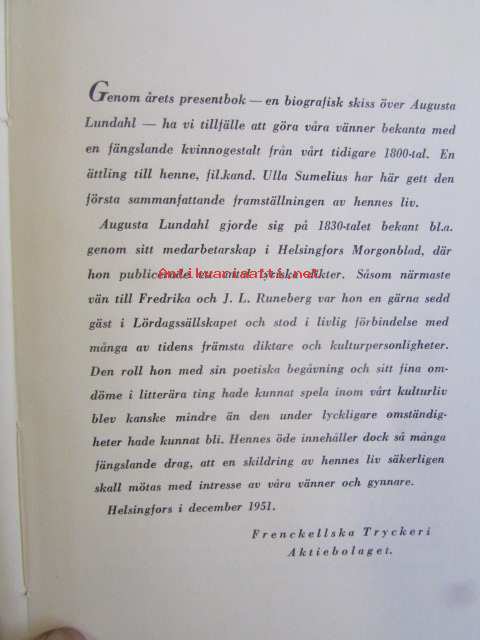 Genom årets presentbok — en biografisk skiss över Augusta
Lundahl — ha vi tillfälle att göra våra vänner bekanta med
en fängslande kvinnogestalt från vårt tidigare 1800-tal. En
ättling till henne, fil.kand. Ulla Sumelius har här gett den
första sammanfattande framställningen av hennes liv.
Augusta Lundahl gjorde sig på 1830-talet bekant bl.a.
genom sitt medarbetarskap i Helsingfors Morgonblad, där
hon publicerade en lyriska dikter. Såsom närmaste
Antikvariaatti.net
vän till Fredrika och J. L. Runeberg var hon en gärna sedd
gäst i Lördagssällskapet och stod i livlig förbindelse med
många av tidens främsta diktare och kulturpersonligheter.
Den roll hon med sin poetiska begåvning och sitt fina om-
döme i litterära ting hade kunnat spela inom vårt kulturliv
blev kanske mindre än den under lyckligare omständig-
heter hade kunnat bli. Hennes öde innehåller dock så många
fängslande drag, att en skildring av hennes liv säkerligen
skall mötas med intresse av våra vänner och gynnare.
Helsingfors i december 1951.
Frenckellska Tryckeri
Aktiebolaget.